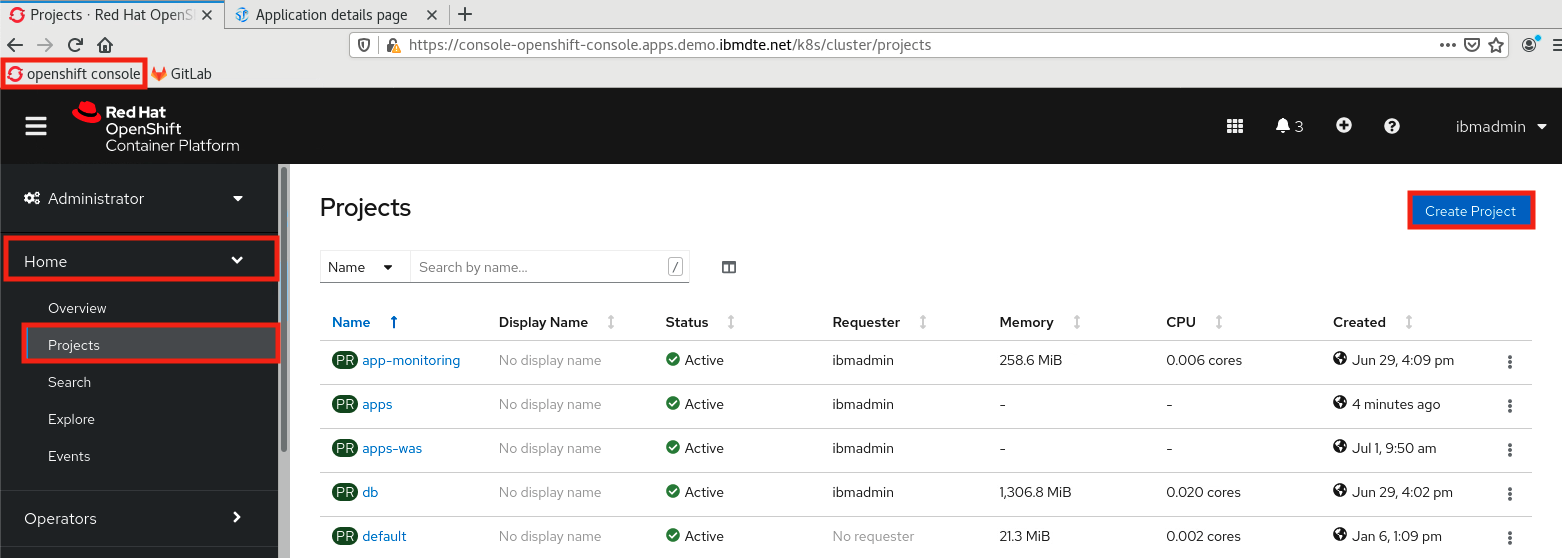 Projects · Red Hat OpenS
Application details page
https://console-openshift-console.apps.demo.ibmdte.net/k8s/cluster/projects
openshift console GitLab
Red Hat
OpenShift
Container Platform
3
ibmadmin
Administrator
Home
Overview
Projects
Search
Explore
Events
Operators
Projects
Create Project
Name Search by name... /
Name Display Name Status Requester Memory CPU Created
PR app-monitoring No display name Active ibmadmin 258.6 MiB 0.006 cores Jun 29, 4:09 pm
PR apps No display name Active ibmadmin - - 4 minutes ago
PR apps-was No display name Active ibmadmin - - Jul 1, 9:50 am
PR db No display name Active ibmadmin 1,306.8 MiB 0.020 cores Jun 29, 4:02 pm
PR default No display name Active No requester 21.3 MiB 0.002 cores Jan 6, 1:09 pm